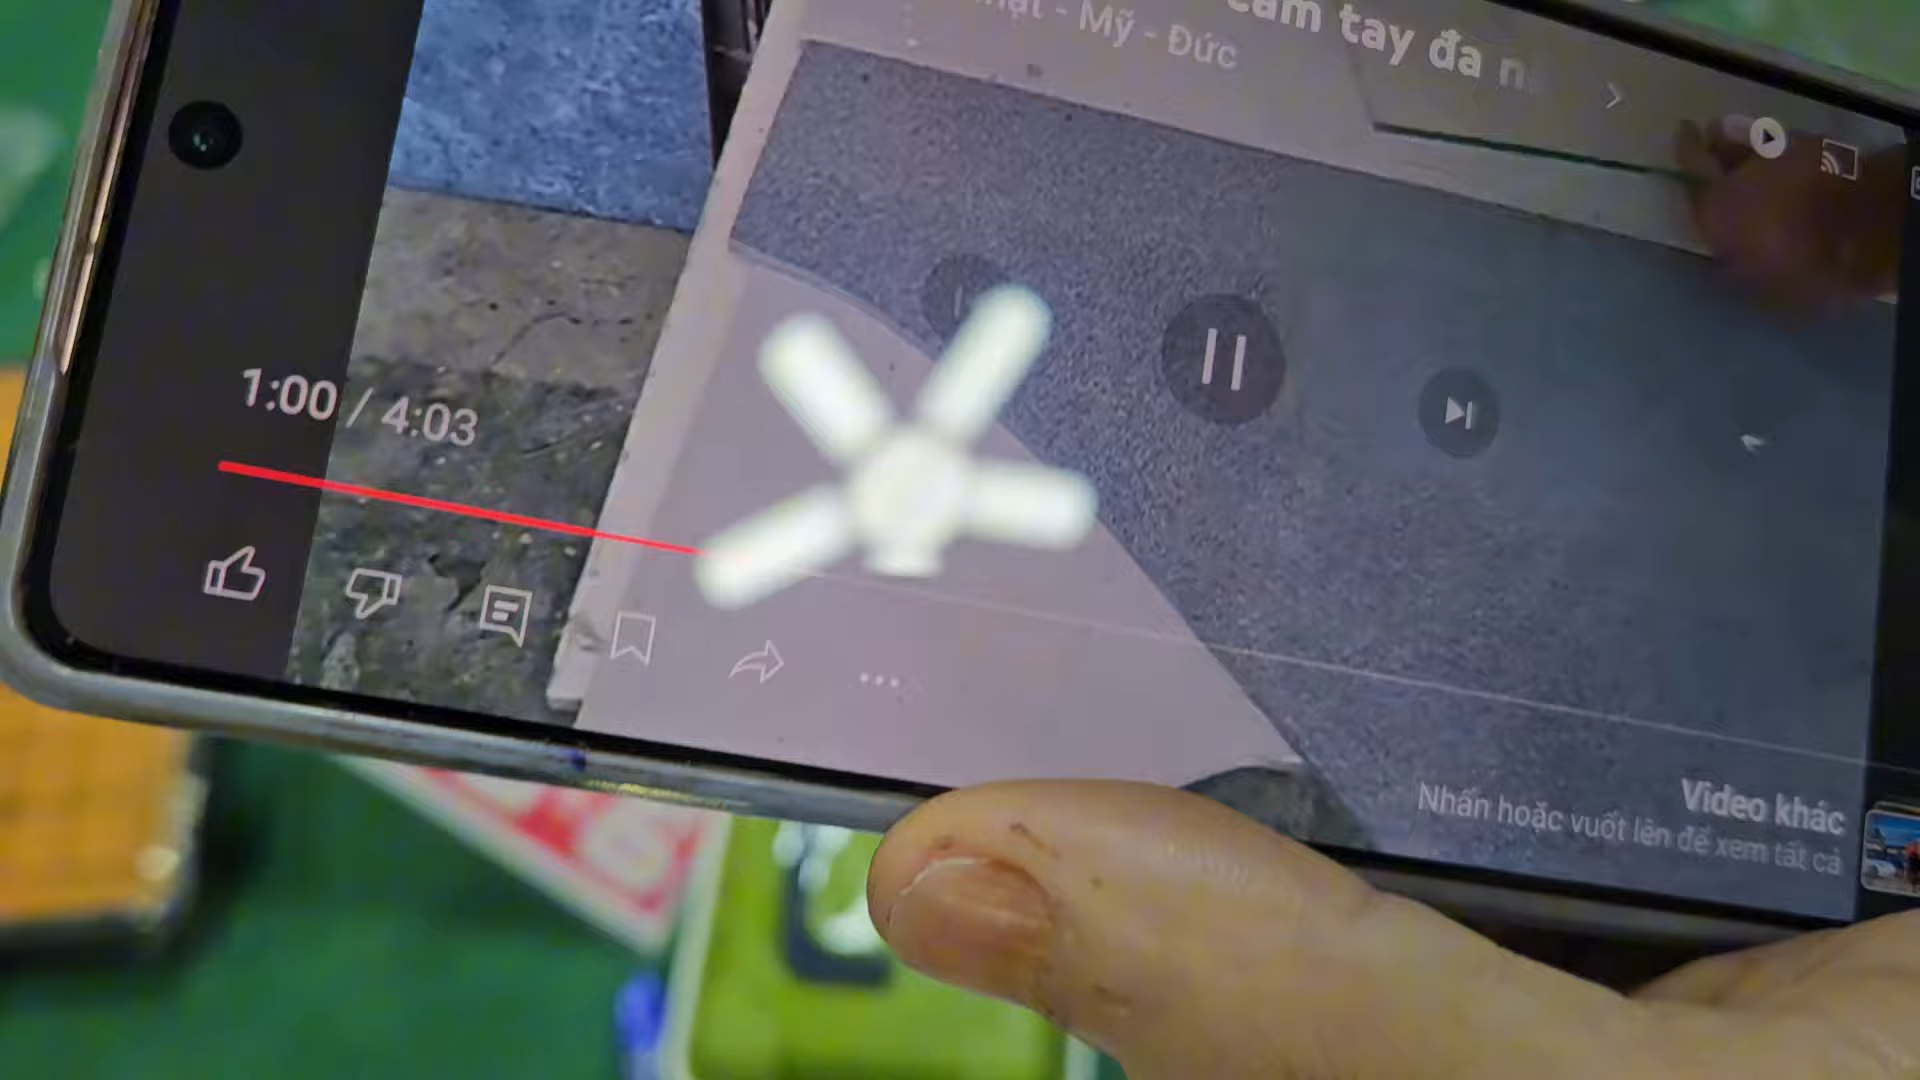 cầm tay đa n
- Mỹ - Đức
1:00 / 4:03
Video khác
Nhấn hoặc vuốt lên để xem tất cả